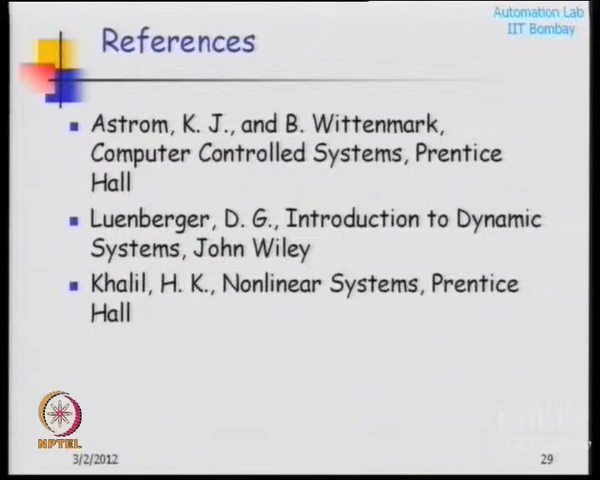 Automation Lab
IIT Bombay
References
Astrom, K. J., and B. Wittenmark,
Computer Controlled Systems, Prentice
Hall
Luenberger, D. G., Introduction to Dynamic
Systems, John Wiley
Khalil, H. K., Nonlinear Systems, Prentice
Hall
NPTEL
3/2/2012
29